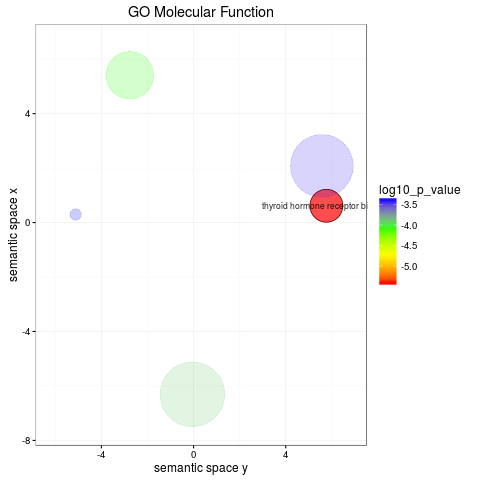 GO Molecular Function
4
0
-4
-8
semantic space x
thyroid hormone receptor bi
-4
0
4
semantic space y
log10_p_value
-3.5
-4.0
-4.5
-5.0